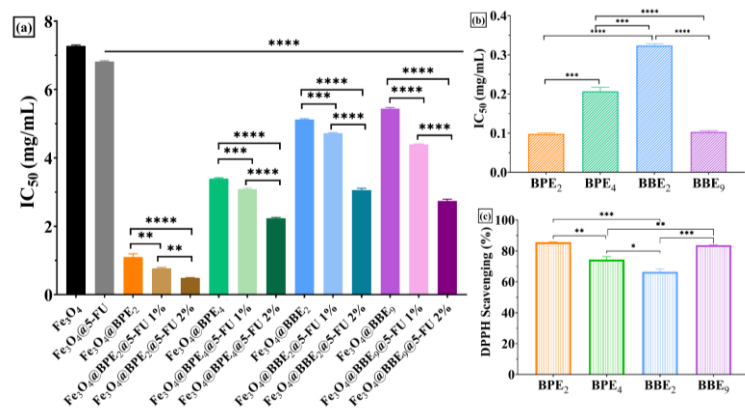 (a)
IC50 (mg/mL)
8
6
4
2
0
****
****
**
**
****
***
****
****
***
****
****
****
****
Fe3O4
Fe3O4@5-FU
Fe3O4@BPE2
Fe3O4@BPE2@5-FU 1%
Fe3O4@BPE2@5-FU 2%
Fe3O4@BPE4
Fe3O4@BPE4@5-FU 1%
Fe3O4@BPE4@5-FU 2%
Fe3O4@BBE2
Fe3O4@BBE2@5-FU 1%
Fe3O4@BBE2@5-FU 2%
Fe3O4@BBE9
Fe3O4@BBE9@5-FU 1%
Fe3O4@BBE9@5-FU 2%
(b)
IC50 (mg/mL)
0.4
0.3
0.2
0.1
0.0
****
***
**** ****
***
BPE2 BPE4 BBE2 BBE9
(c)
DPPH Scavenging (%)
100
80
60
40
20
0
***
**
** ***
*
BPE2 BPE4 BBE2 BBE9